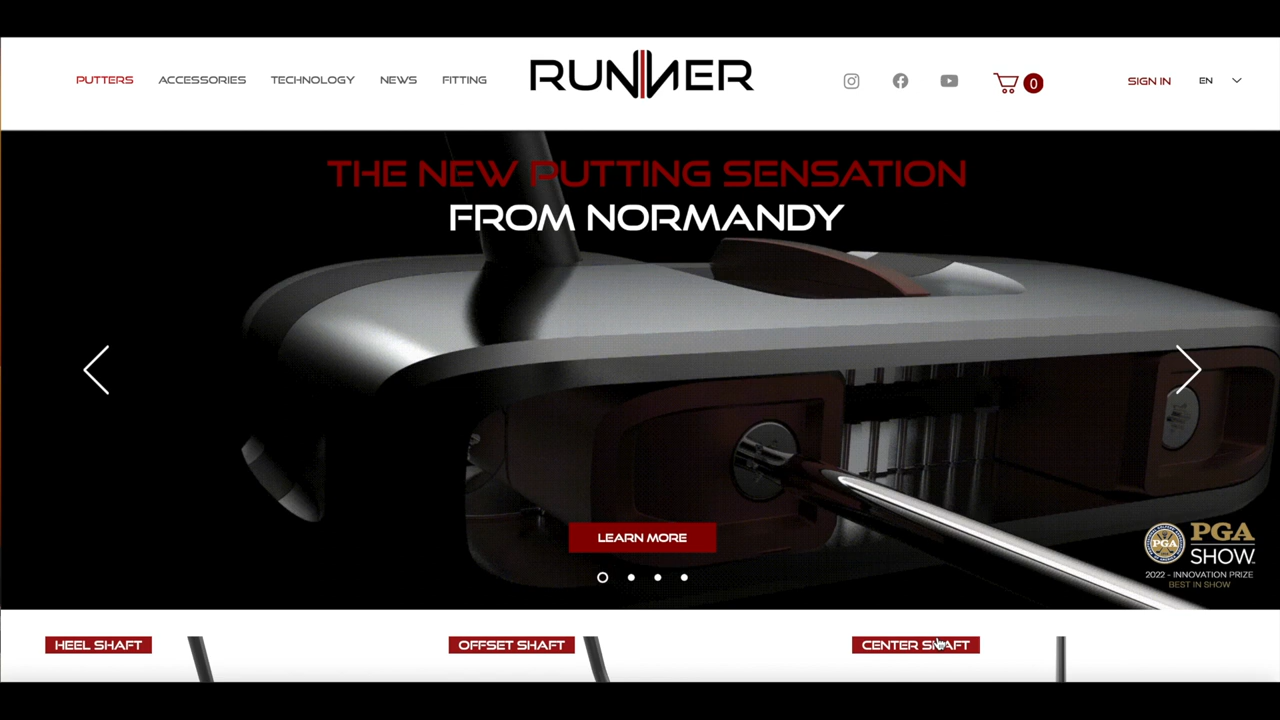 PUTTERS ACCESSORIES TECHNOLOGY NEWS FITTING RUNNER 0 SIGN IN EN
THE NEW PUTTING SENSATION
FROM NORMANDY
LEARN MORE
PGA
PGA
SHOW
2022 - INNOVATION PRIZE
BEST IN SHOW
HEEL SHAFT OFFSET SHAFT CENTER SHAFT